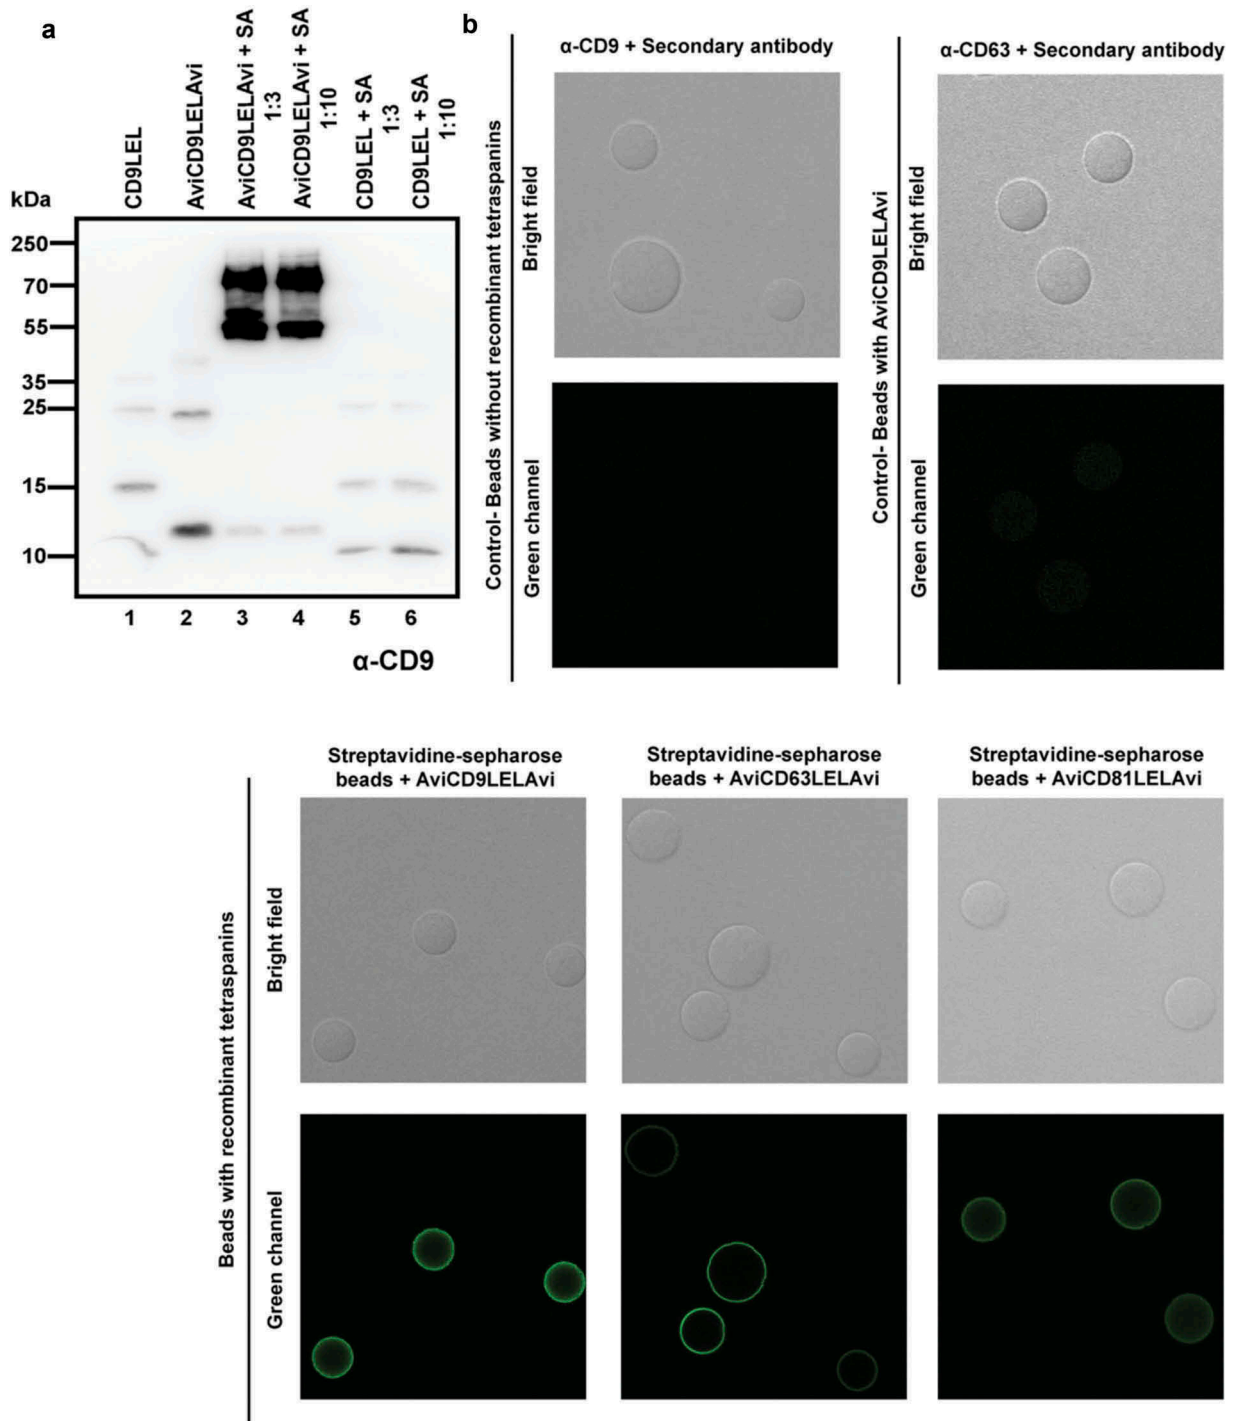 a
CD9LEL
AviCD9LELAvi
AviCD9LELAvi + SA
1:3
AviCD9LELAvi + SA
1:10
CD9LEL + SA
1:3
CD9LEL + SA
1:10
kDa
250
70
55
35
25
15
10
1 2 3 4 5 6
α-CD9
b
Control- Beads without recombinant tetraspanins
α-CD9 + Secondary antibody
Bright field
Green channel
Control- Beads with AviCD9LELAvi
α-CD63 + Secondary antibody
Bright field
Green channel
Beads with recombinant tetraspanins
Streptavidine-sepharose
beads + AviCD9LELAvi
Streptavidine-sepharose
beads + AviCD63LELAvi
Streptavidine-sepharose
beads + AviCD81LELAvi
Bright field
Green channel